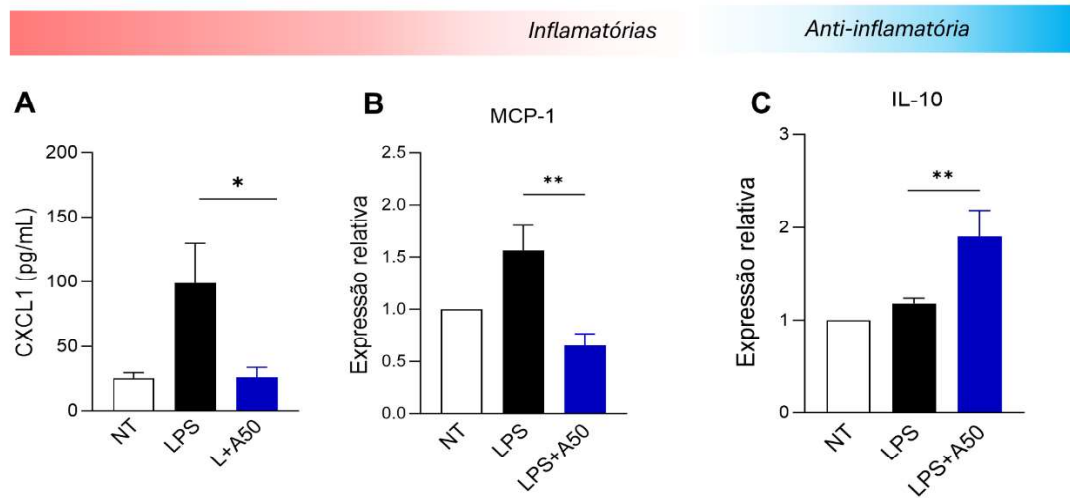 Inflamatórias
Anti-inflamatória
A
CXCL1 (pg/mL)
200
150
100
50
0
*
NT
LPS
L+A50
B
MCP-1
Expressão relativa
2.5
2.0
1.5
1.0
0.5
0.0
**
NT
LPS
LPS+A50
C
IL-10
Expressão relativa
3
2
1
0
**
NT
LPS
LPS+A50